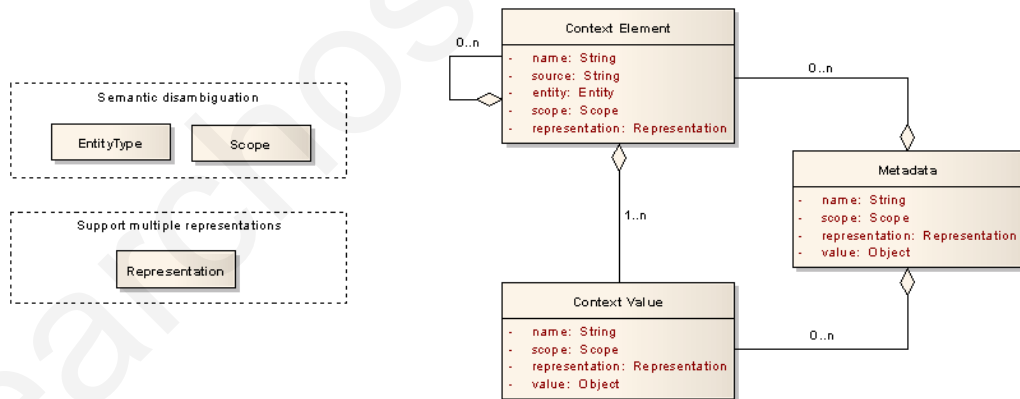 Semantic disambiguation
EntityType
Scope
Support multiple representations
Representation
Context Element
- name: String
- source: String
- entity: Entity
- scope: Scope
- representation: Representation
0..n
0..n
Metadata
- name: String
- scope: Scope
- representation: Representation
- value: Object
1..n
Context Value
- name: String
- scope: Scope
- representation: Representation
- value: Object
0..n